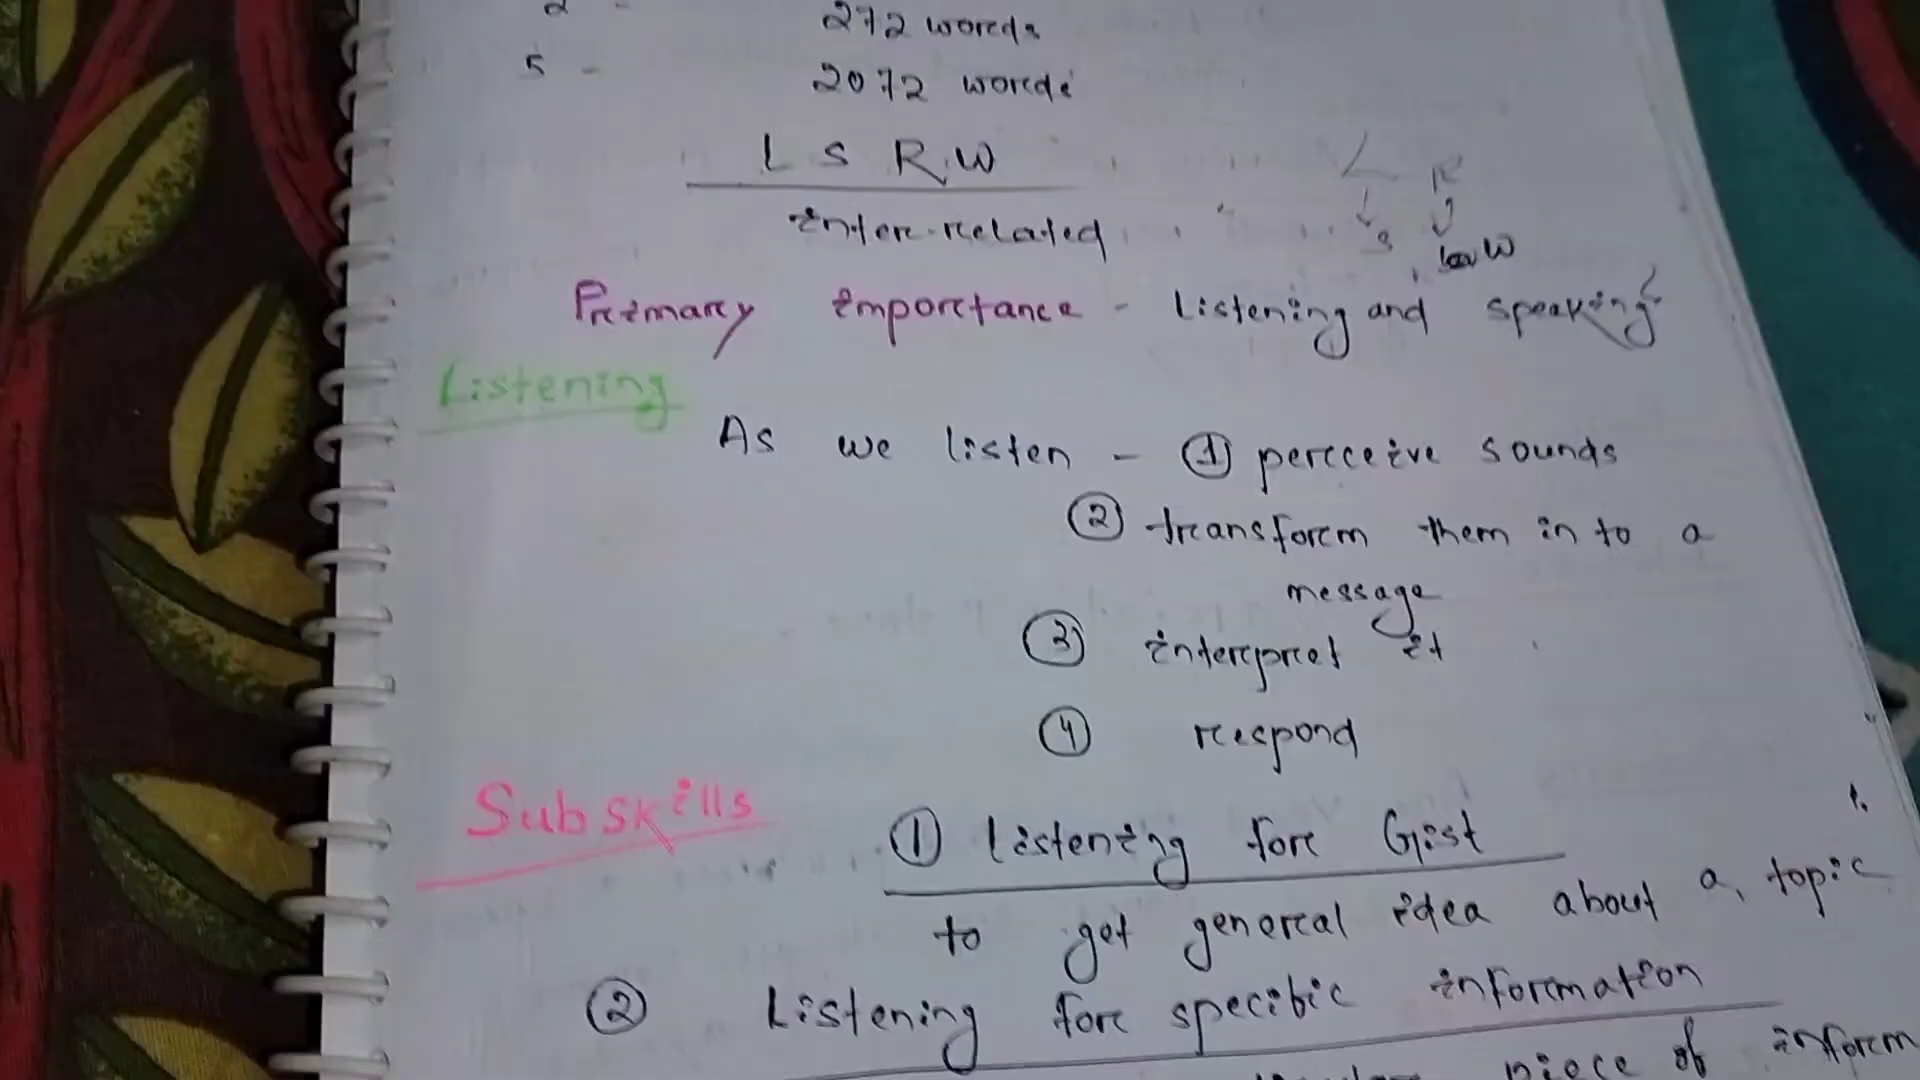 2 -
272 words
5 - 2072 words
L S R W
inter-related
L R
↓ ↓
S W
Primary importance - Listening and speaking
Listening
As we listen - ① perceive sounds
② transform them in to a
message
③ interpret it
④ respond
Subskills
① Listening for Gist
to get general idea about a topic
② Listening for specific information
piece of inform